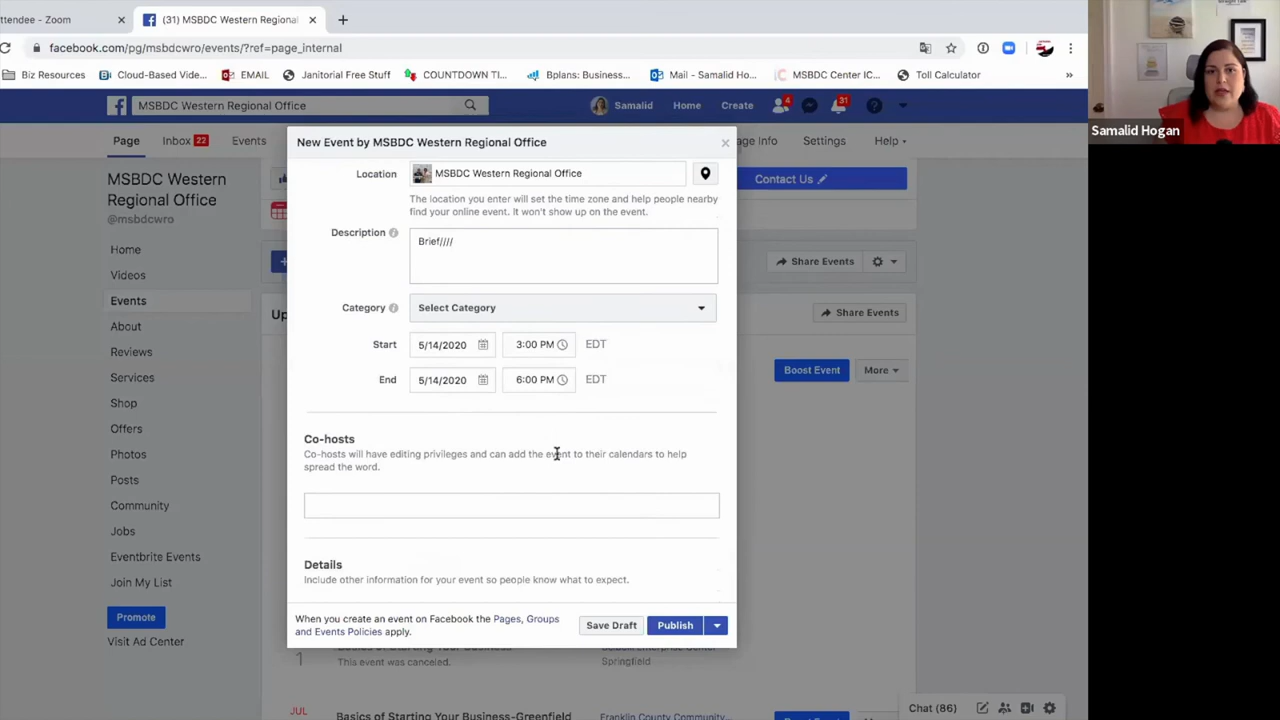 ttendee - Zoom
(31) MSBDC Western Regional
facebook.com/pg/msbdcwro/events/?ref=page_internal
Biz Resources
Cloud-Based Vide...
EMAIL
Janitorial Free Stuff
COUNTDOWN TI...
Bplans: Business...
Mail - Samalid Ho...
MSBDC Center IC...
Toll Calculator
»
MSBDC Western Regional Office
Samalid
Home
Create
4
31
Page
Inbox 22
Events
ge Info
Settings
Help
MSBDC Western
Regional Office
@msbdcwro
Home
Videos
Events
About
Reviews
Services
Shop
Offers
Photos
Posts
Community
Jobs
Eventbrite Events
Join My List
Promote
Visit Ad Center
New Event by MSBDC Western Regional Office
Location
MSBDC Western Regional Office
The location you enter will set the time zone and help people nearby
find your online event. It won't show up on the event.
Description
Brief////
Category
Select Category
Start
5/14/2020
3:00 PM
EDT
End
5/14/2020
6:00 PM
EDT
Co-hosts
Co-hosts will have editing privileges and can add the event to their calendars to help
spread the word.
Details
Include other information for your event so people know what to expect.
When you create an event on Facebook the Pages, Groups
and Events Policies apply.
Save Draft
Publish
Contact Us
Share Events
Up
Share Events
Boost Event
More
1
This event was canceled.
Springfield
JUL
Basics of Starting Your Business-Greenfield
Franklin County Community...
Chat (86)
Samalid Hogan